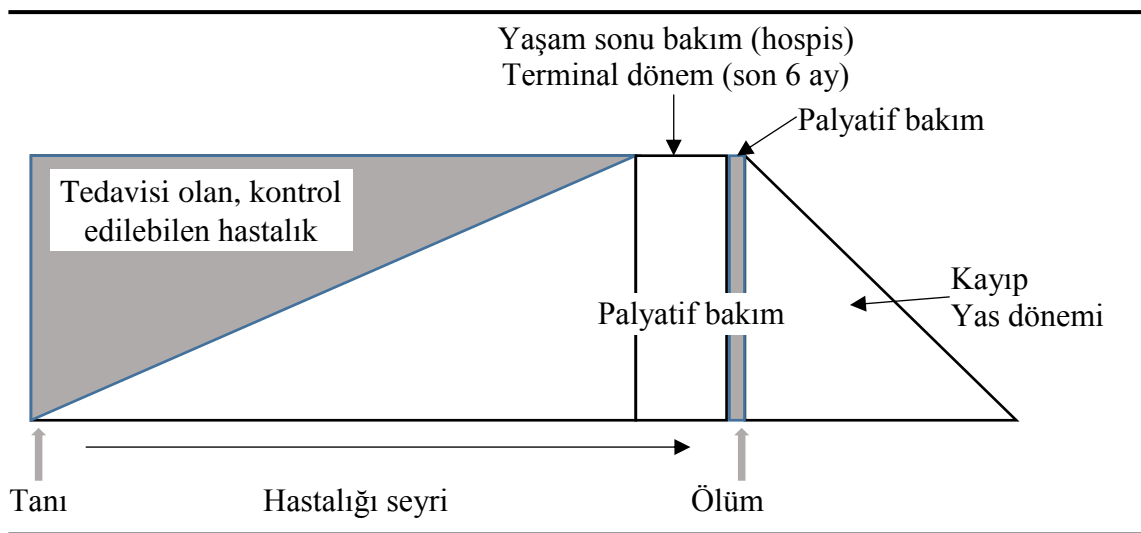 Yaşam sonu bakım (hospis)
Terminal dönem (son 6 ay)
Palyatif bakım
Tedavisi olan, kontrol
edilebilen hastalık
Palyatif bakım
Kayıp
Yas dönemi
Tanı
Hastalığı seyri
Ölüm